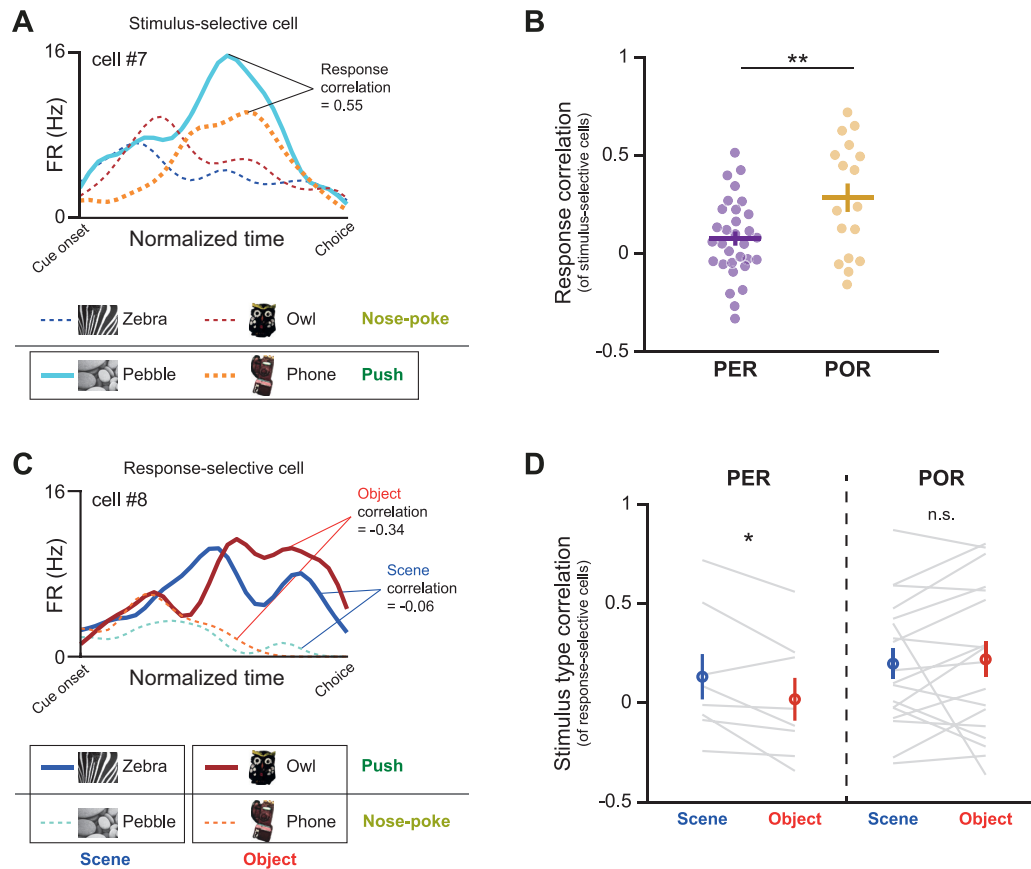 A
Stimulus-selective cell
16
cell #7
Response
correlation
= 0.55
FR (Hz)
0
Cue onset
Normalized time
Choice
Zebra
Owl
Nose-poke
Pebble
Phone
Push
B
1
**
0.5
0
-0.5
Response correlation
(of stimulus-selective cells)
PER
POR
C
Response-selective cell
16
cell #8
Object
correlation
= -0.34
Scene
correlation
= -0.06
FR (Hz)
0
Cue onset
Normalized time
Choice
Zebra
Owl
Push
Pebble
Phone
Nose-poke
Scene
Object
D
PER
POR
1
n.s.
*
0.5
0
-0.5
Stimulus type correlation
(of response-selective cells)
Scene
Object
Scene
Object